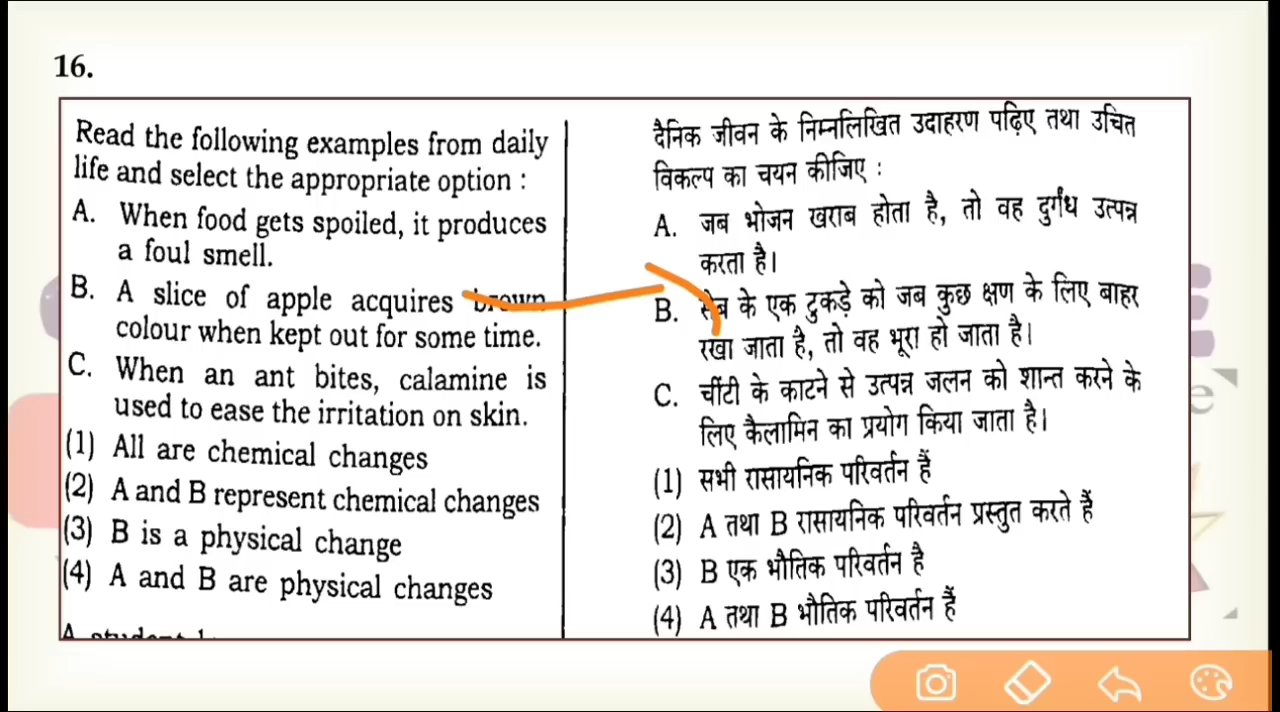 16.
Read the following examples from daily
life and select the appropriate option :
A. When food gets spoiled, it produces
a foul smell.
B. A slice of apple acquires brown
colour when kept out for some time.
C. When an ant bites, calamine is
used to ease the irritation on skin.
(1) All are chemical changes
(2) A and B represent chemical changes
(3) B is a physical change
(4) A and B are physical changes
A student
दैनिक जीवन के निम्नलिखित उदाहरण पढ़िए तथा उचित
विकल्प का चयन कीजिए :
A. जब भोजन खराब होता है, तो वह दुर्गंध उत्पन्न
करता है।
B. सेब के एक टुकड़े को जब कुछ क्षण के लिए बाहर
रखा जाता है, तो वह भूरा हो जाता है।
C. चींटी के काटने से उत्पन्न जलन को शान्त करने के
लिए कैलामिन का प्रयोग किया जाता है।
(1) सभी रासायनिक परिवर्तन हैं
(2) A तथा B रासायनिक परिवर्तन प्रस्तुत करते हैं
(3) B एक भौतिक परिवर्तन है
(4) A तथा B भौतिक परिवर्तन हैं